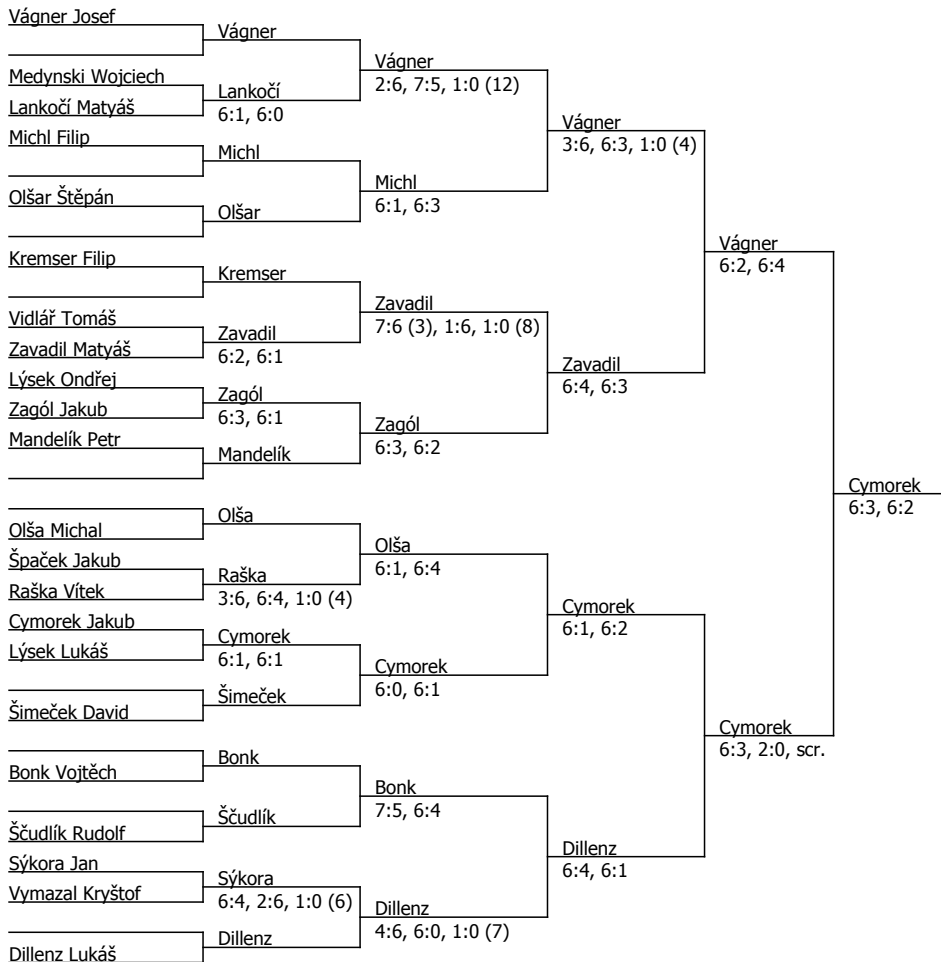 Vágner Josef
Medynski Wojciech
Lankočí Matyáš
Michl Filip
Olšar Štěpán
Kremser Filip
Vidlář Tomáš
Zavadil Matyáš
Lýsek Ondřej
Zagól Jakub
Mandelík Petr
Olša Michal
Špaček Jakub
Raška Vítek
Cymorek Jakub
Lýsek Lukáš
Šimeček David
Bonk Vojtěch
Ščudlík Rudolf
Sýkora Jan
Vymazal Kryštof
Dillenz Lukáš
Vágner
Lankočí
6:1, 6:0
Michl
Olšar
Kremser
Zavadil
6:2, 6:1
Zagól
6:3, 6:1
Mandelík
Olša
Raška
3:6, 6:4, 1:0 (4)
Cymorek
6:1, 6:1
Šimeček
Bonk
Ščudlík
Sýkora
6:4, 2:6, 1:0 (6)
Dillenz
Vágner
2:6, 7:5, 1:0 (12)
Michl
6:1, 6:3
Zavadil
7:6 (3), 1:6, 1:0 (8)
Zagól
6:3, 6:2
Olša
6:1, 6:4
Cymorek
6:0, 6:1
Bonk
7:5, 6:4
Dillenz
4:6, 6:0, 1:0 (7)
Vágner
3:6, 6:3, 1:0 (4)
Zavadil
6:4, 6:3
Cymorek
6:1, 6:2
Dillenz
6:4, 6:1
Vágner
6:2, 6:4
Cymorek
6:3, 2:0, scr.
Cymorek
6:3, 6:2